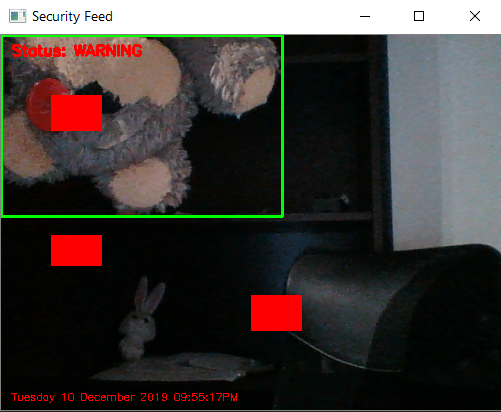 Security Feed
Status: WARNING
Tuesday 10 December 2019 09:55:17PM